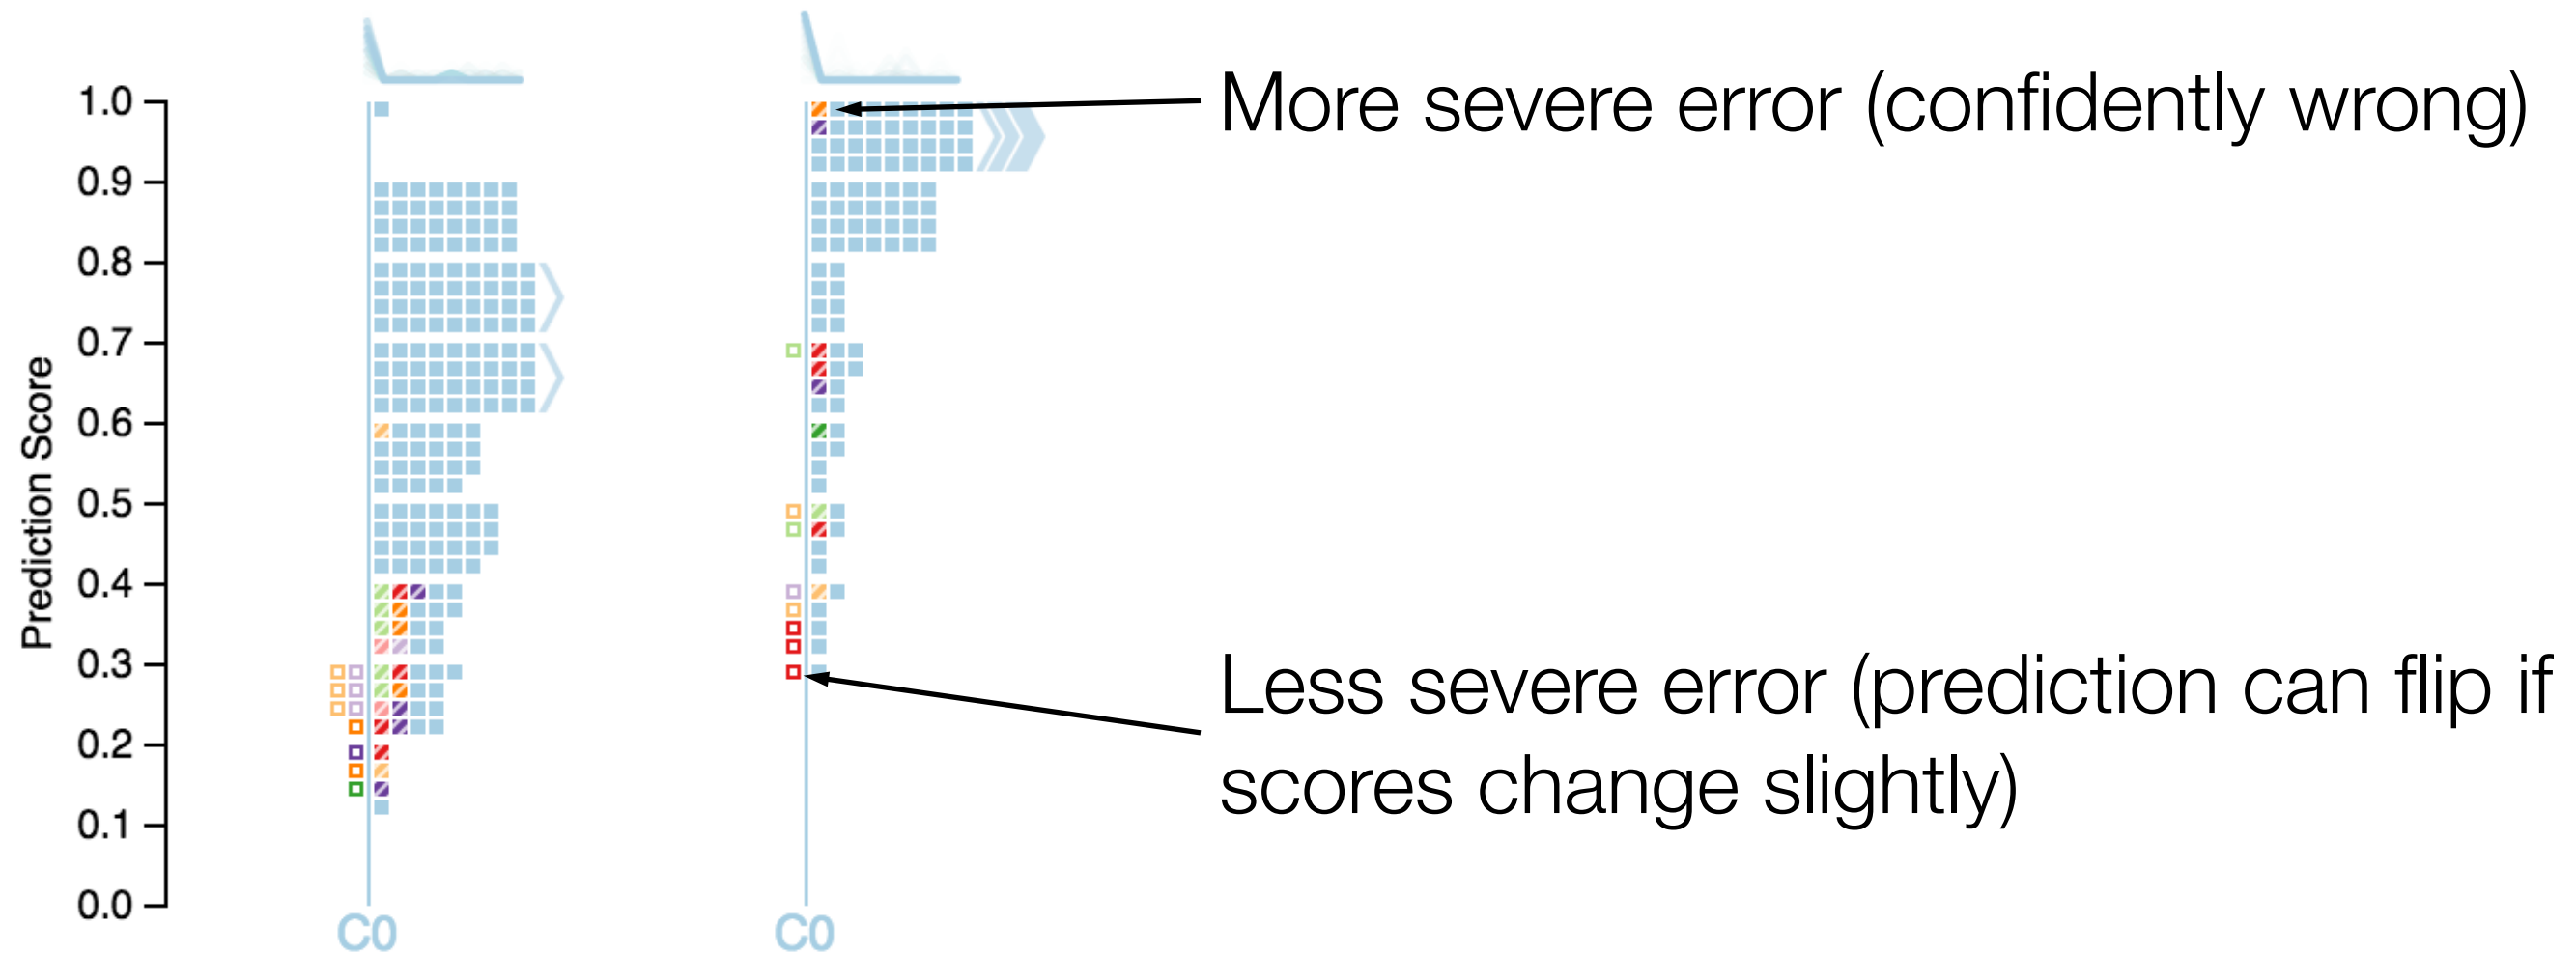 More severe error (confidently wrong)
1.0
0.9
0.8
0.7
0.6
0.5
0.4
0.3
0.2
0.1
0.0
Prediction Score
Less severe error (prediction can flip if
scores change slightly)
C0
C0